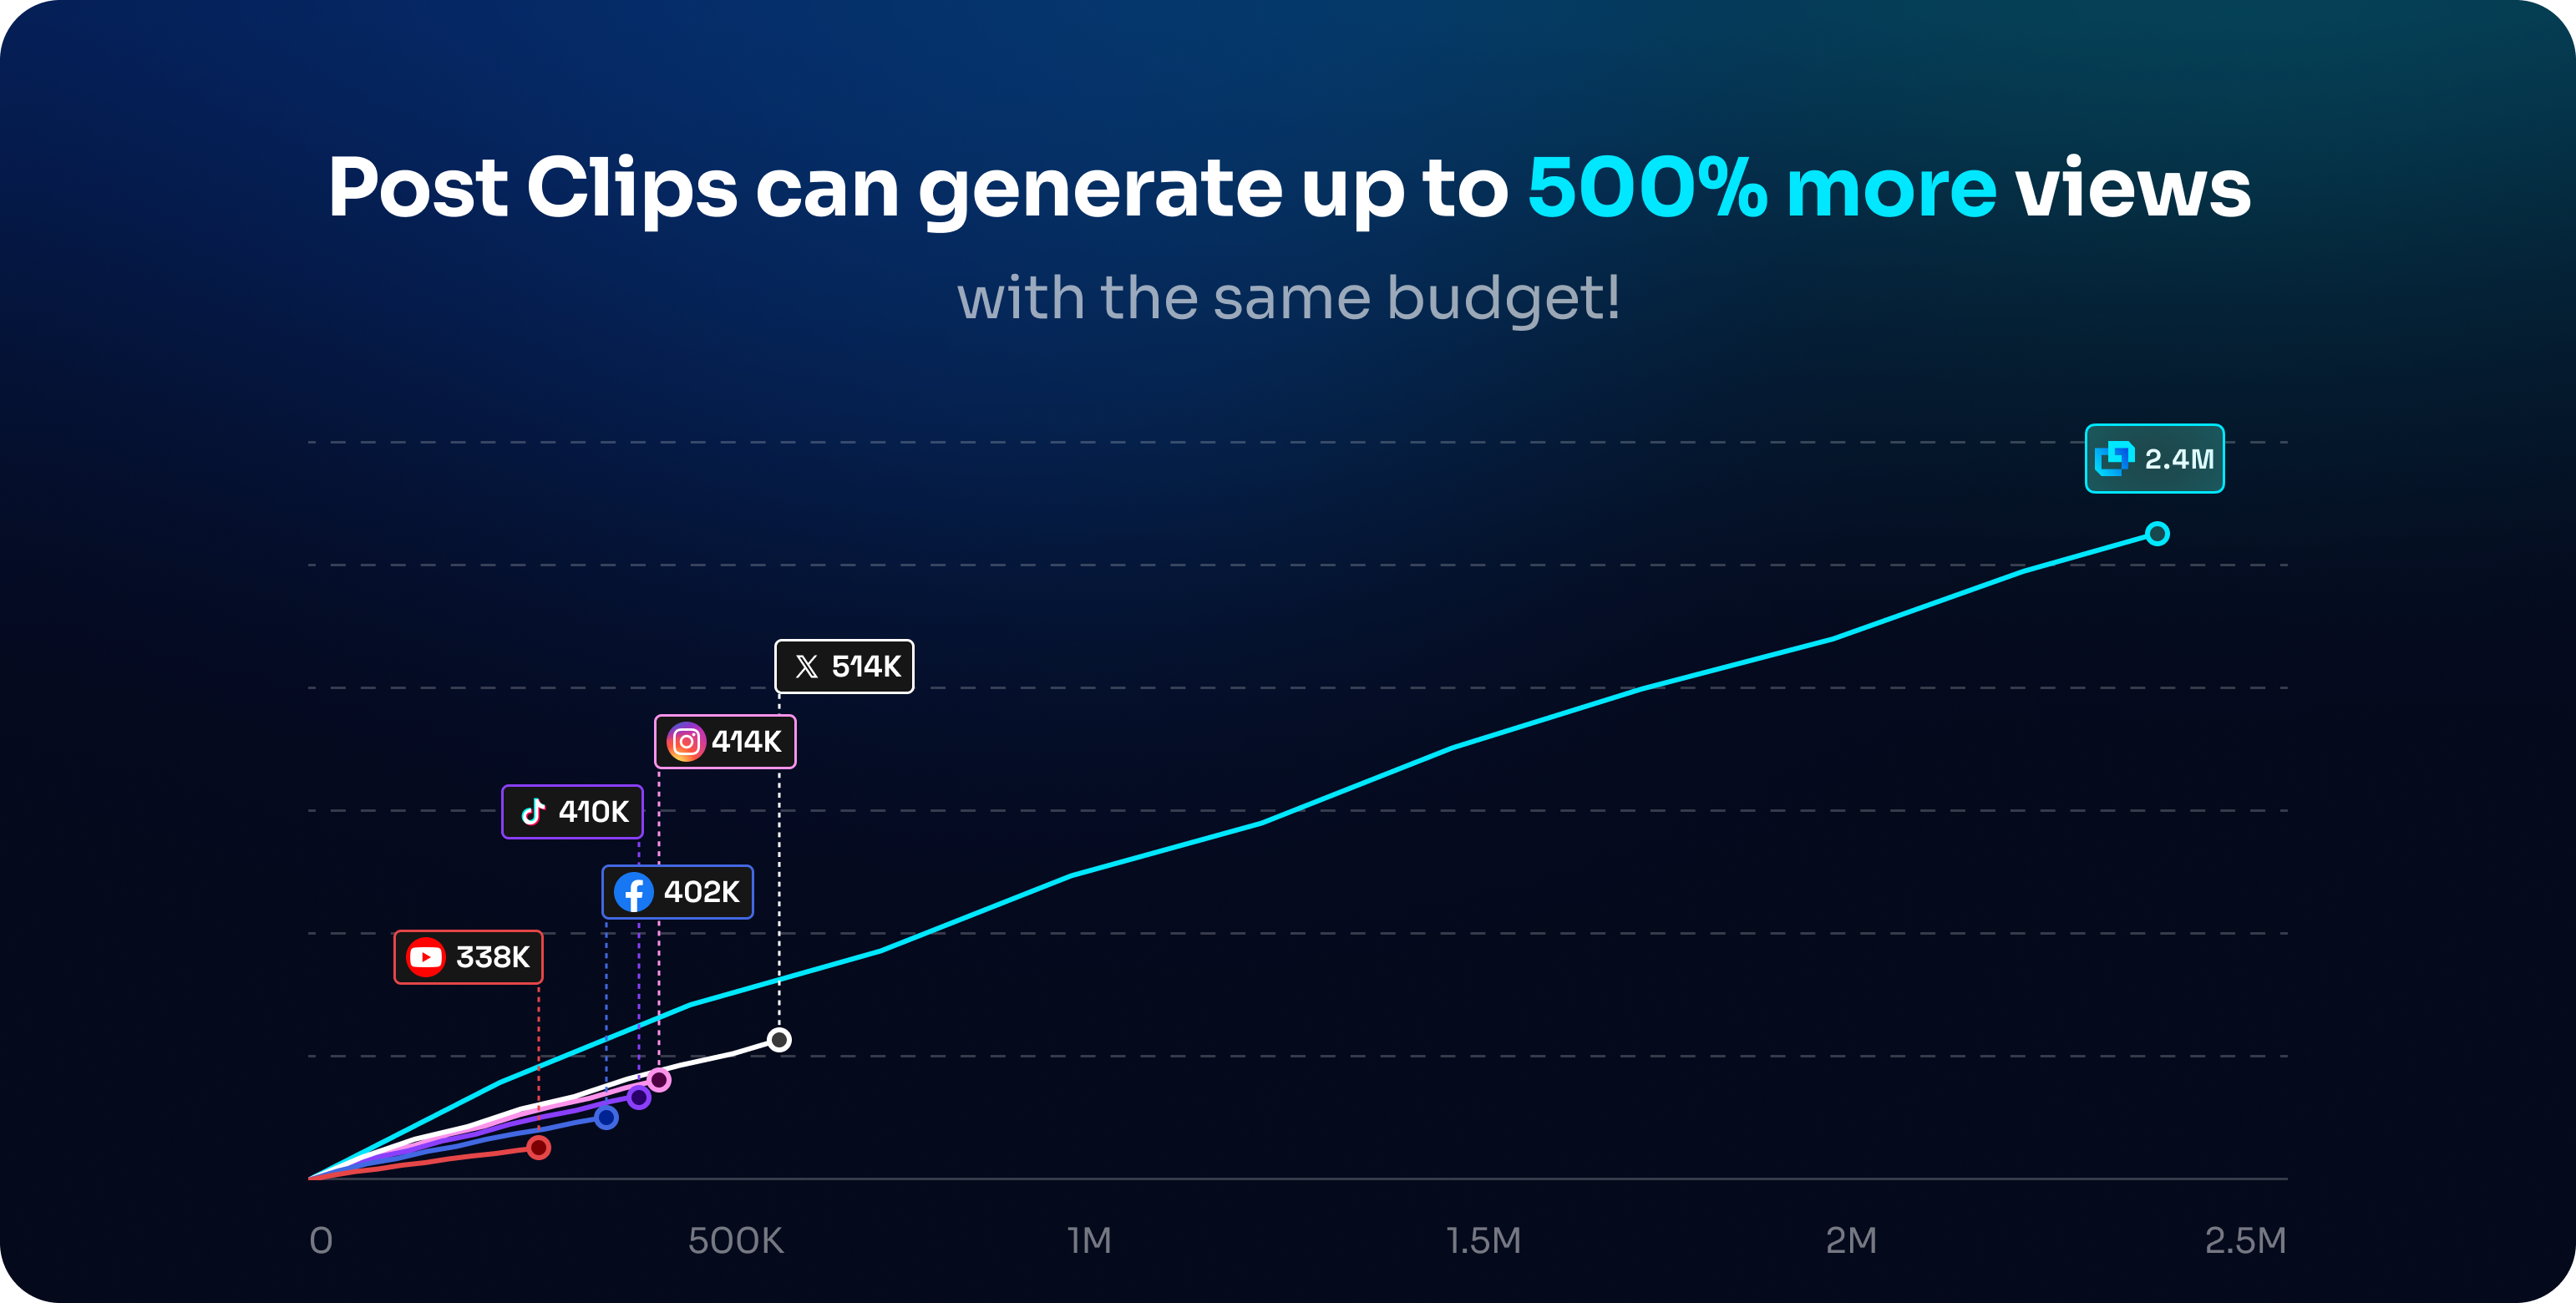 Post Clips can generate up to 500% more views
with the same budget!
2.4M
514K
414K
410K
402K
338K
0 500K 1M 1.5M 2M 2.5M